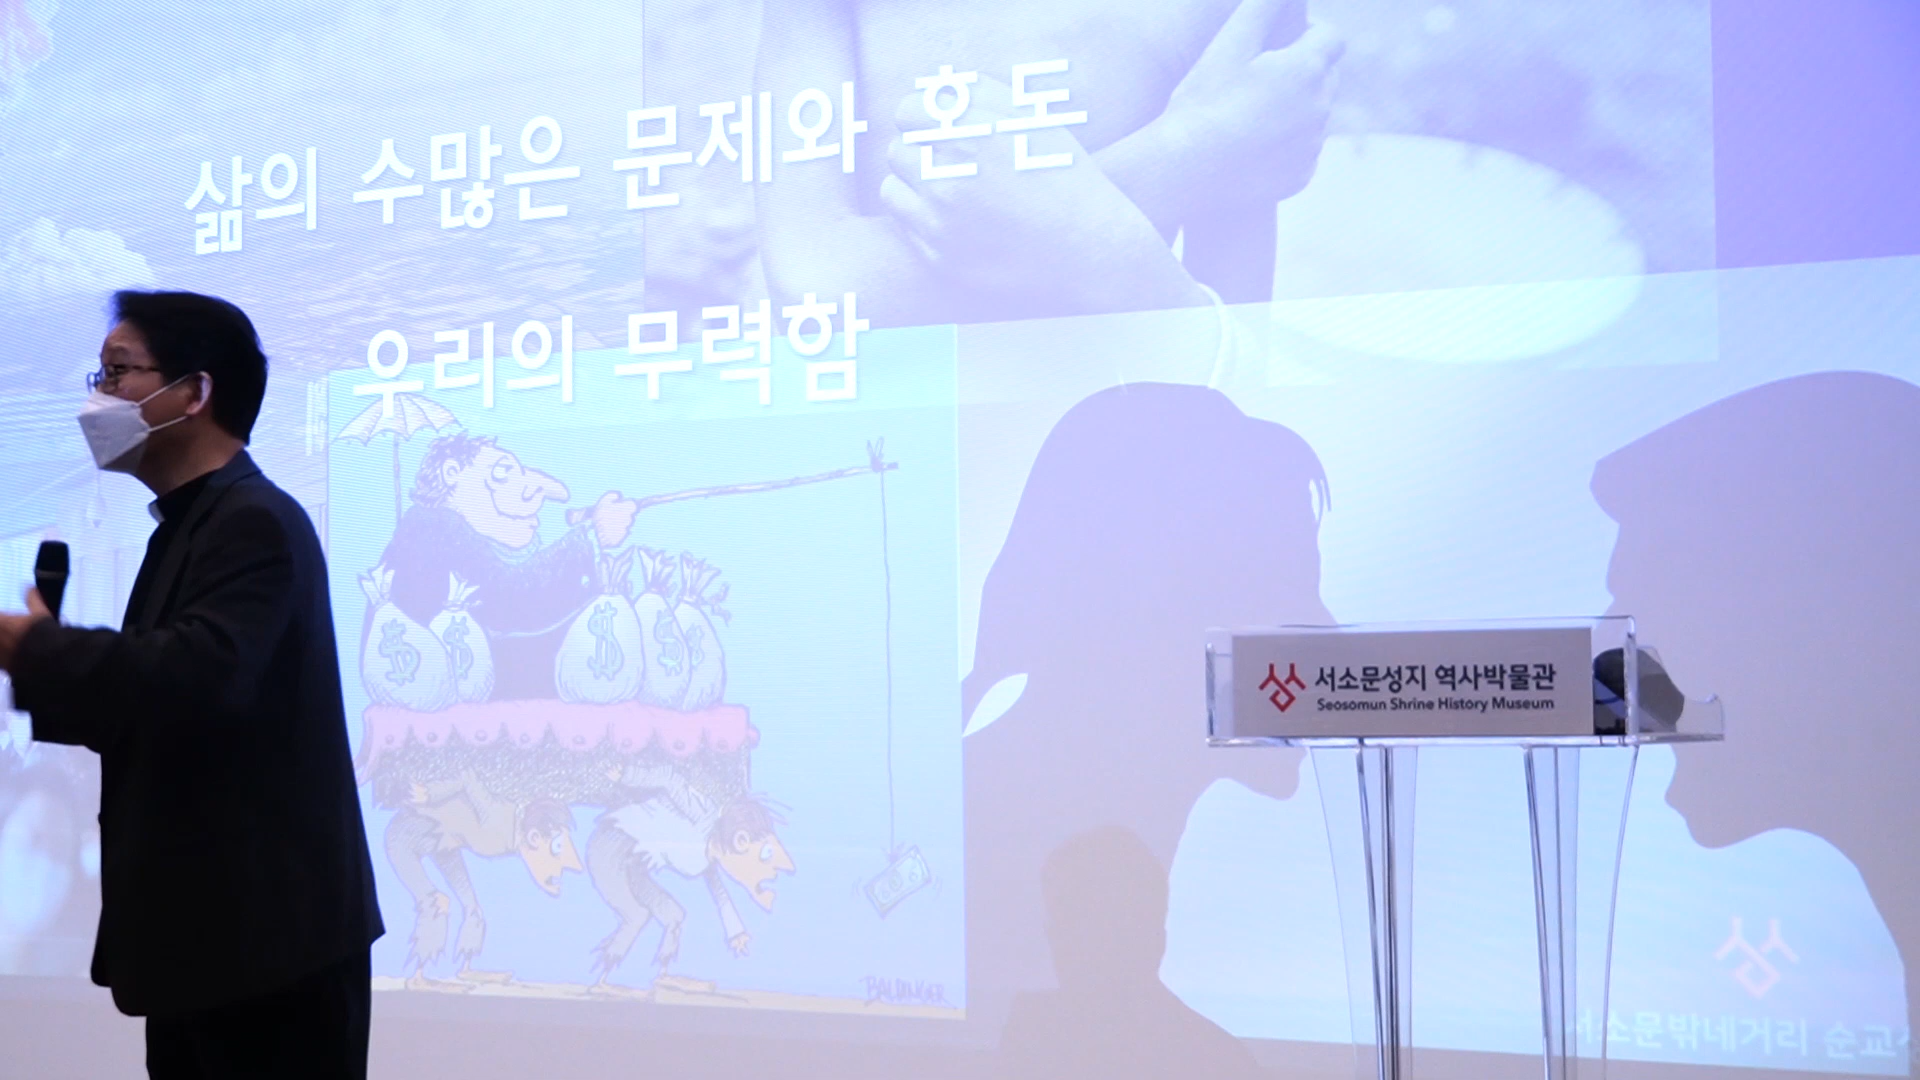 삶의 수많은 문제와 혼돈
우리의 무력함
$ $ $ $
BALDINGER
서소문성지 역사박물관
Seosomun Shrine History Museum
서소문밖네거리 순교